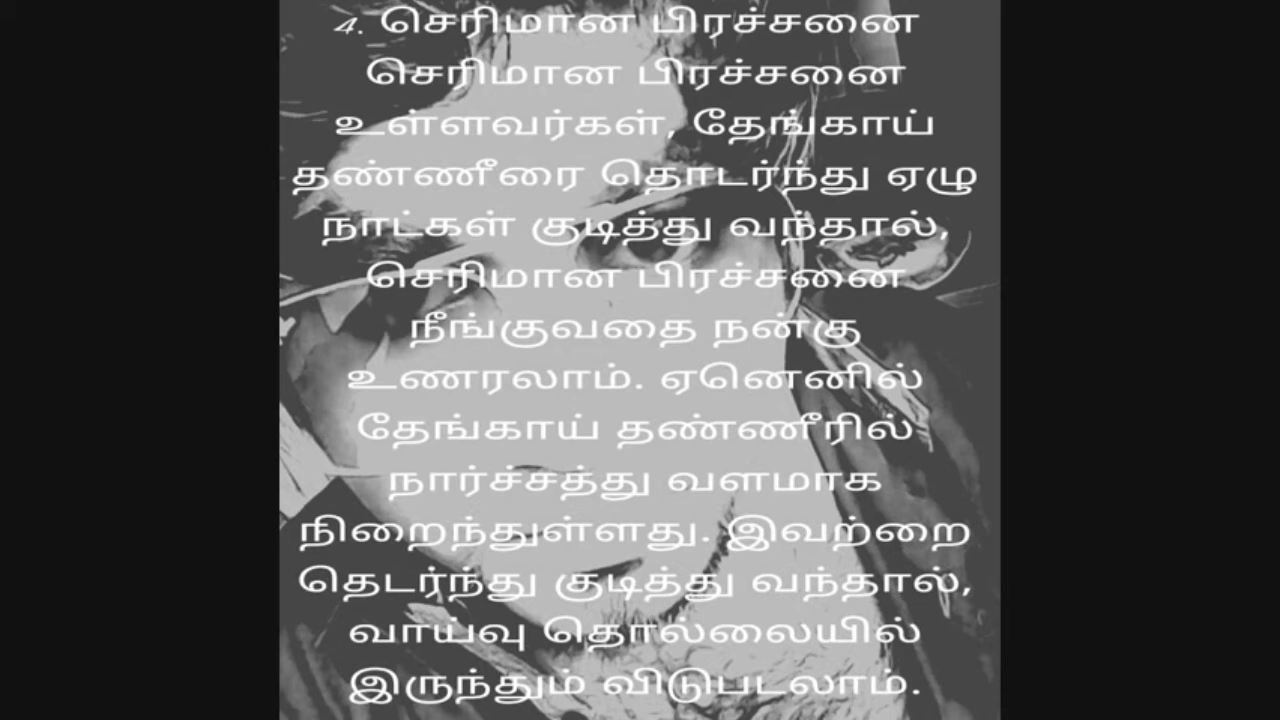 4. செரிமான பிரச்சனை
செரிமான பிரச்சனை
உள்ளவர்கள், தேங்காய்
தண்ணீரை தொடர்ந்து ஏழு
நாட்கள் குடித்து வந்தால்,
செரிமான பிரச்சனை
நீங்குவதை நன்கு
உணரலாம். ஏனெனில்
தேங்காய் தண்ணீரில்
நார்ச்சத்து வளமாக
நிறைந்துள்ளது. இவற்றை
தெடர்ந்து குடித்து வந்தால்,
வாய்வு தொல்லையில்
இருந்தும் விடுபடலாம்.